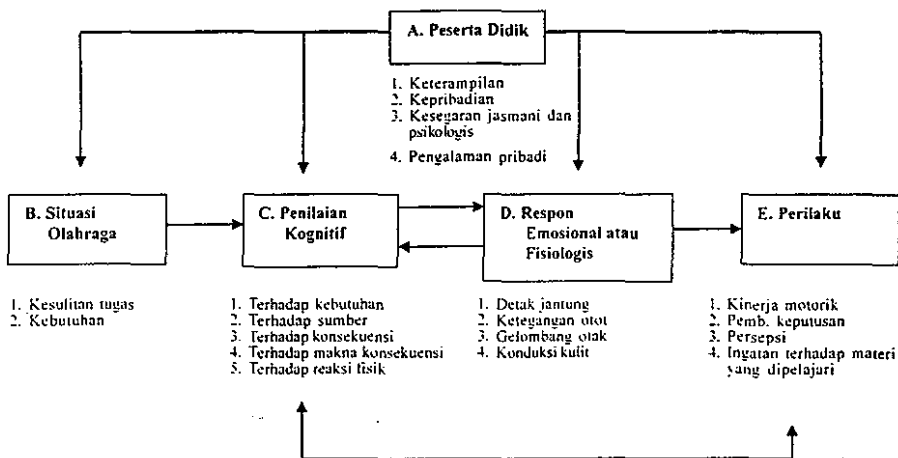 A. Peserta Didik
1. Keterampilan
2. Kepribadian
3. Kesegaran jasmani dan
psikologis
4. Pengalaman pribadi
B. Situasi
Olahraga
C. Penilaian
Kognitif
D. Respon
Emosional atau
Fisiologis
E. Perilaku
1. Kesulitan tugas
2. Kebutuhan
1. Terhadap kebutuhan
2. Terhadap sumber
3. Terhadap konsekuensi
4. Terhadap makna konsekuensi
5. Terhadap reaksi fisik
1. Detak jantung
2. Ketegangan otot
3. Gelombang otak
4. Konduksi kulit
1. Kinerja motorik
2. Pemb. keputusan
3. Persepsi
4. Ingatan terhadap materi
yang dipelajari